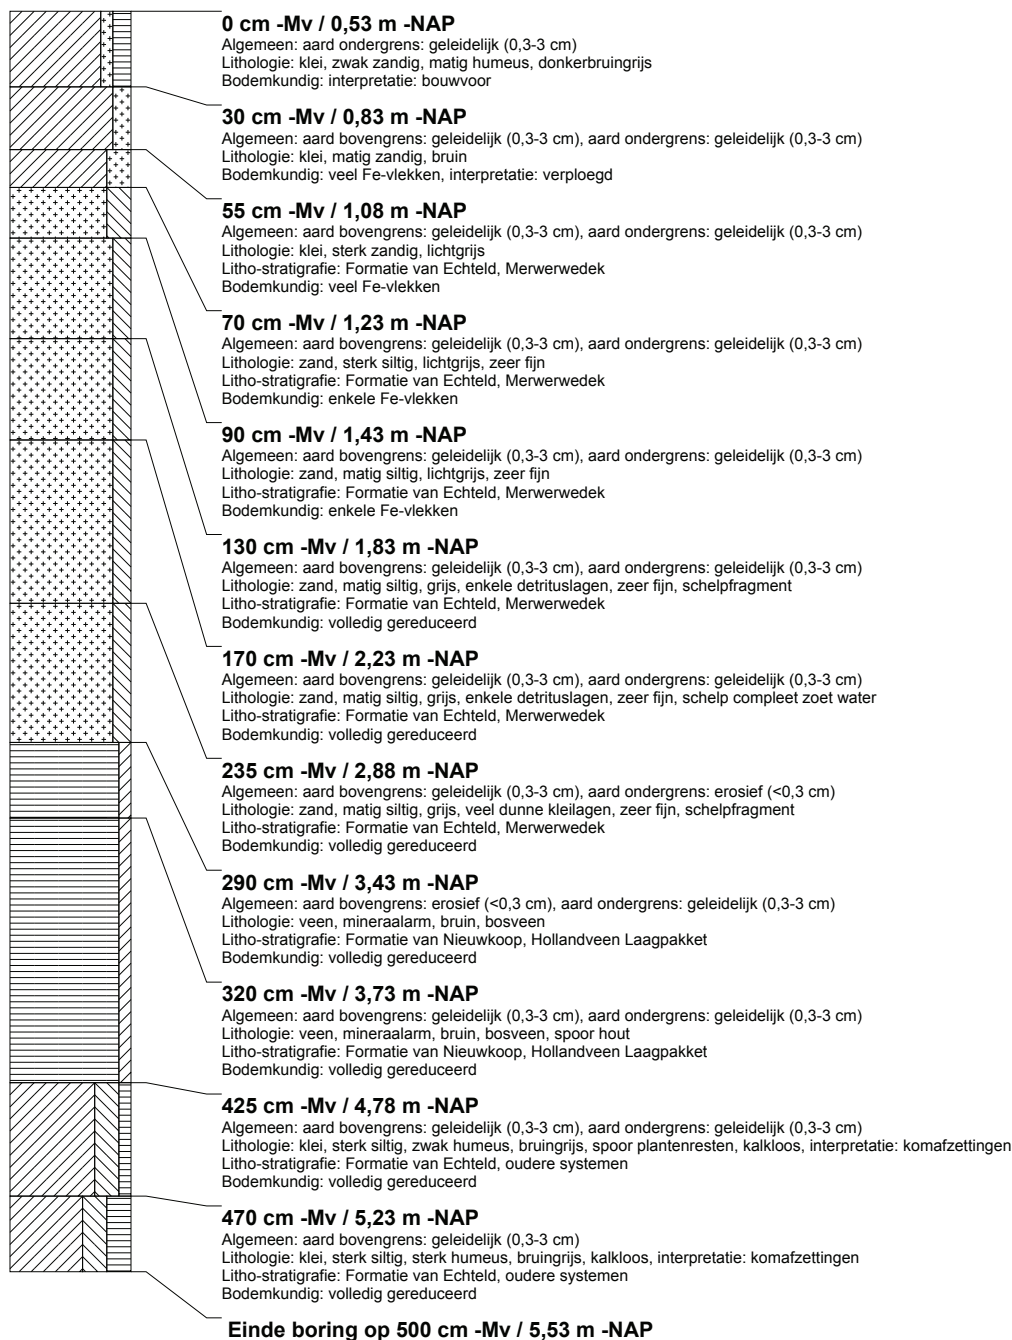 0 cm -Mv / 0,53 m -NAP
Algemeen: aard ondergrens: geleidelijk (0,3-3 cm)
Lithologie: klei, zwak zandig, matig humeus, donkerbruingrijs
Bodemkundig: interpretatie: bouwvoor
30 cm -Mv / 0,83 m -NAP
Algemeen: aard bovengrens: geleidelijk (0,3-3 cm), aard ondergrens: geleidelijk (0,3-3 cm)
Lithologie: klei, matig zandig, bruin
Bodemkundig: veel Fe-vlekken, interpretatie: verploegd
55 cm -Mv / 1,08 m -NAP
Algemeen: aard bovengrens: geleidelijk (0,3-3 cm), aard ondergrens: geleidelijk (0,3-3 cm)
Lithologie: klei, sterk zandig, lichtgrijs
Litho-stratigrafie: Formatie van Echteld, Merwerwedek
Bodemkundig: veel Fe-vlekken
70 cm -Mv / 1,23 m -NAP
Algemeen: aard bovengrens: geleidelijk (0,3-3 cm), aard ondergrens: geleidelijk (0,3-3 cm)
Lithologie: zand, sterk siltig, lichtgrijs, zeer fijn
Litho-stratigrafie: Formatie van Echteld, Merwerwedek
Bodemkundig: enkele Fe-vlekken
90 cm -Mv / 1,43 m -NAP
Algemeen: aard bovengrens: geleidelijk (0,3-3 cm), aard ondergrens: geleidelijk (0,3-3 cm)
Lithologie: zand, matig siltig, lichtgrijs, zeer fijn
Litho-stratigrafie: Formatie van Echteld, Merwerwedek
Bodemkundig: enkele Fe-vlekken
130 cm -Mv / 1,83 m -NAP
Algemeen: aard bovengrens: geleidelijk (0,3-3 cm), aard ondergrens: geleidelijk (0,3-3 cm)
Lithologie: zand, matig siltig, grijs, enkele detrituslagen, zeer fijn, schelpfragment
Litho-stratigrafie: Formatie van Echteld, Merwerwedek
Bodemkundig: volledig gereduceerd
170 cm -Mv / 2,23 m -NAP
Algemeen: aard bovengrens: geleidelijk (0,3-3 cm), aard ondergrens: geleidelijk (0,3-3 cm)
Lithologie: zand, matig siltig, grijs, enkele detrituslagen, zeer fijn, schelp compleet zoet water
Litho-stratigrafie: Formatie van Echteld, Merwerwedek
Bodemkundig: volledig gereduceerd
235 cm -Mv / 2,88 m -NAP
Algemeen: aard bovengrens: geleidelijk (0,3-3 cm), aard ondergrens: erosief (<0,3 cm)
Lithologie: zand, matig siltig, grijs, veel dunne kleilagen, zeer fijn, schelpfragment
Litho-stratigrafie: Formatie van Echteld, Merwerwedek
Bodemkundig: volledig gereduceerd
290 cm -Mv / 3,43 m -NAP
Algemeen: aard bovengrens: erosief (<0,3 cm), aard ondergrens: geleidelijk (0,3-3 cm)
Lithologie: veen, mineraalarm, bruin, bosveen
Litho-stratigrafie: Formatie van Nieuwkoop, Hollandveen Laagpakket
Bodemkundig: volledig gereduceerd
320 cm -Mv / 3,73 m -NAP
Algemeen: aard bovengrens: geleidelijk (0,3-3 cm), aard ondergrens: geleidelijk (0,3-3 cm)
Lithologie: veen, mineraalarm, bruin, bosveen, spoor hout
Litho-stratigrafie: Formatie van Nieuwkoop, Hollandveen Laagpakket
Bodemkundig: volledig gereduceerd
425 cm -Mv / 4,78 m -NAP
Algemeen: aard bovengrens: geleidelijk (0,3-3 cm), aard ondergrens: geleidelijk (0,3-3 cm)
Lithologie: klei, sterk siltig, zwak humeus, bruingrijs, spoor plantenresten, kalkloos, interpretatie: komafzettingen
Litho-stratigrafie: Formatie van Echteld, oudere systemen
Bodemkundig: volledig gereduceerd
470 cm -Mv / 5,23 m -NAP
Algemeen: aard bovengrens: geleidelijk (0,3-3 cm)
Lithologie: klei, sterk siltig, sterk humeus, bruingrijs, kalkloos, interpretatie: komafzettingen
Litho-stratigrafie: Formatie van Echteld, oudere systemen
Bodemkundig: volledig gereduceerd
Einde boring op 500 cm -Mv / 5,53 m -NAP